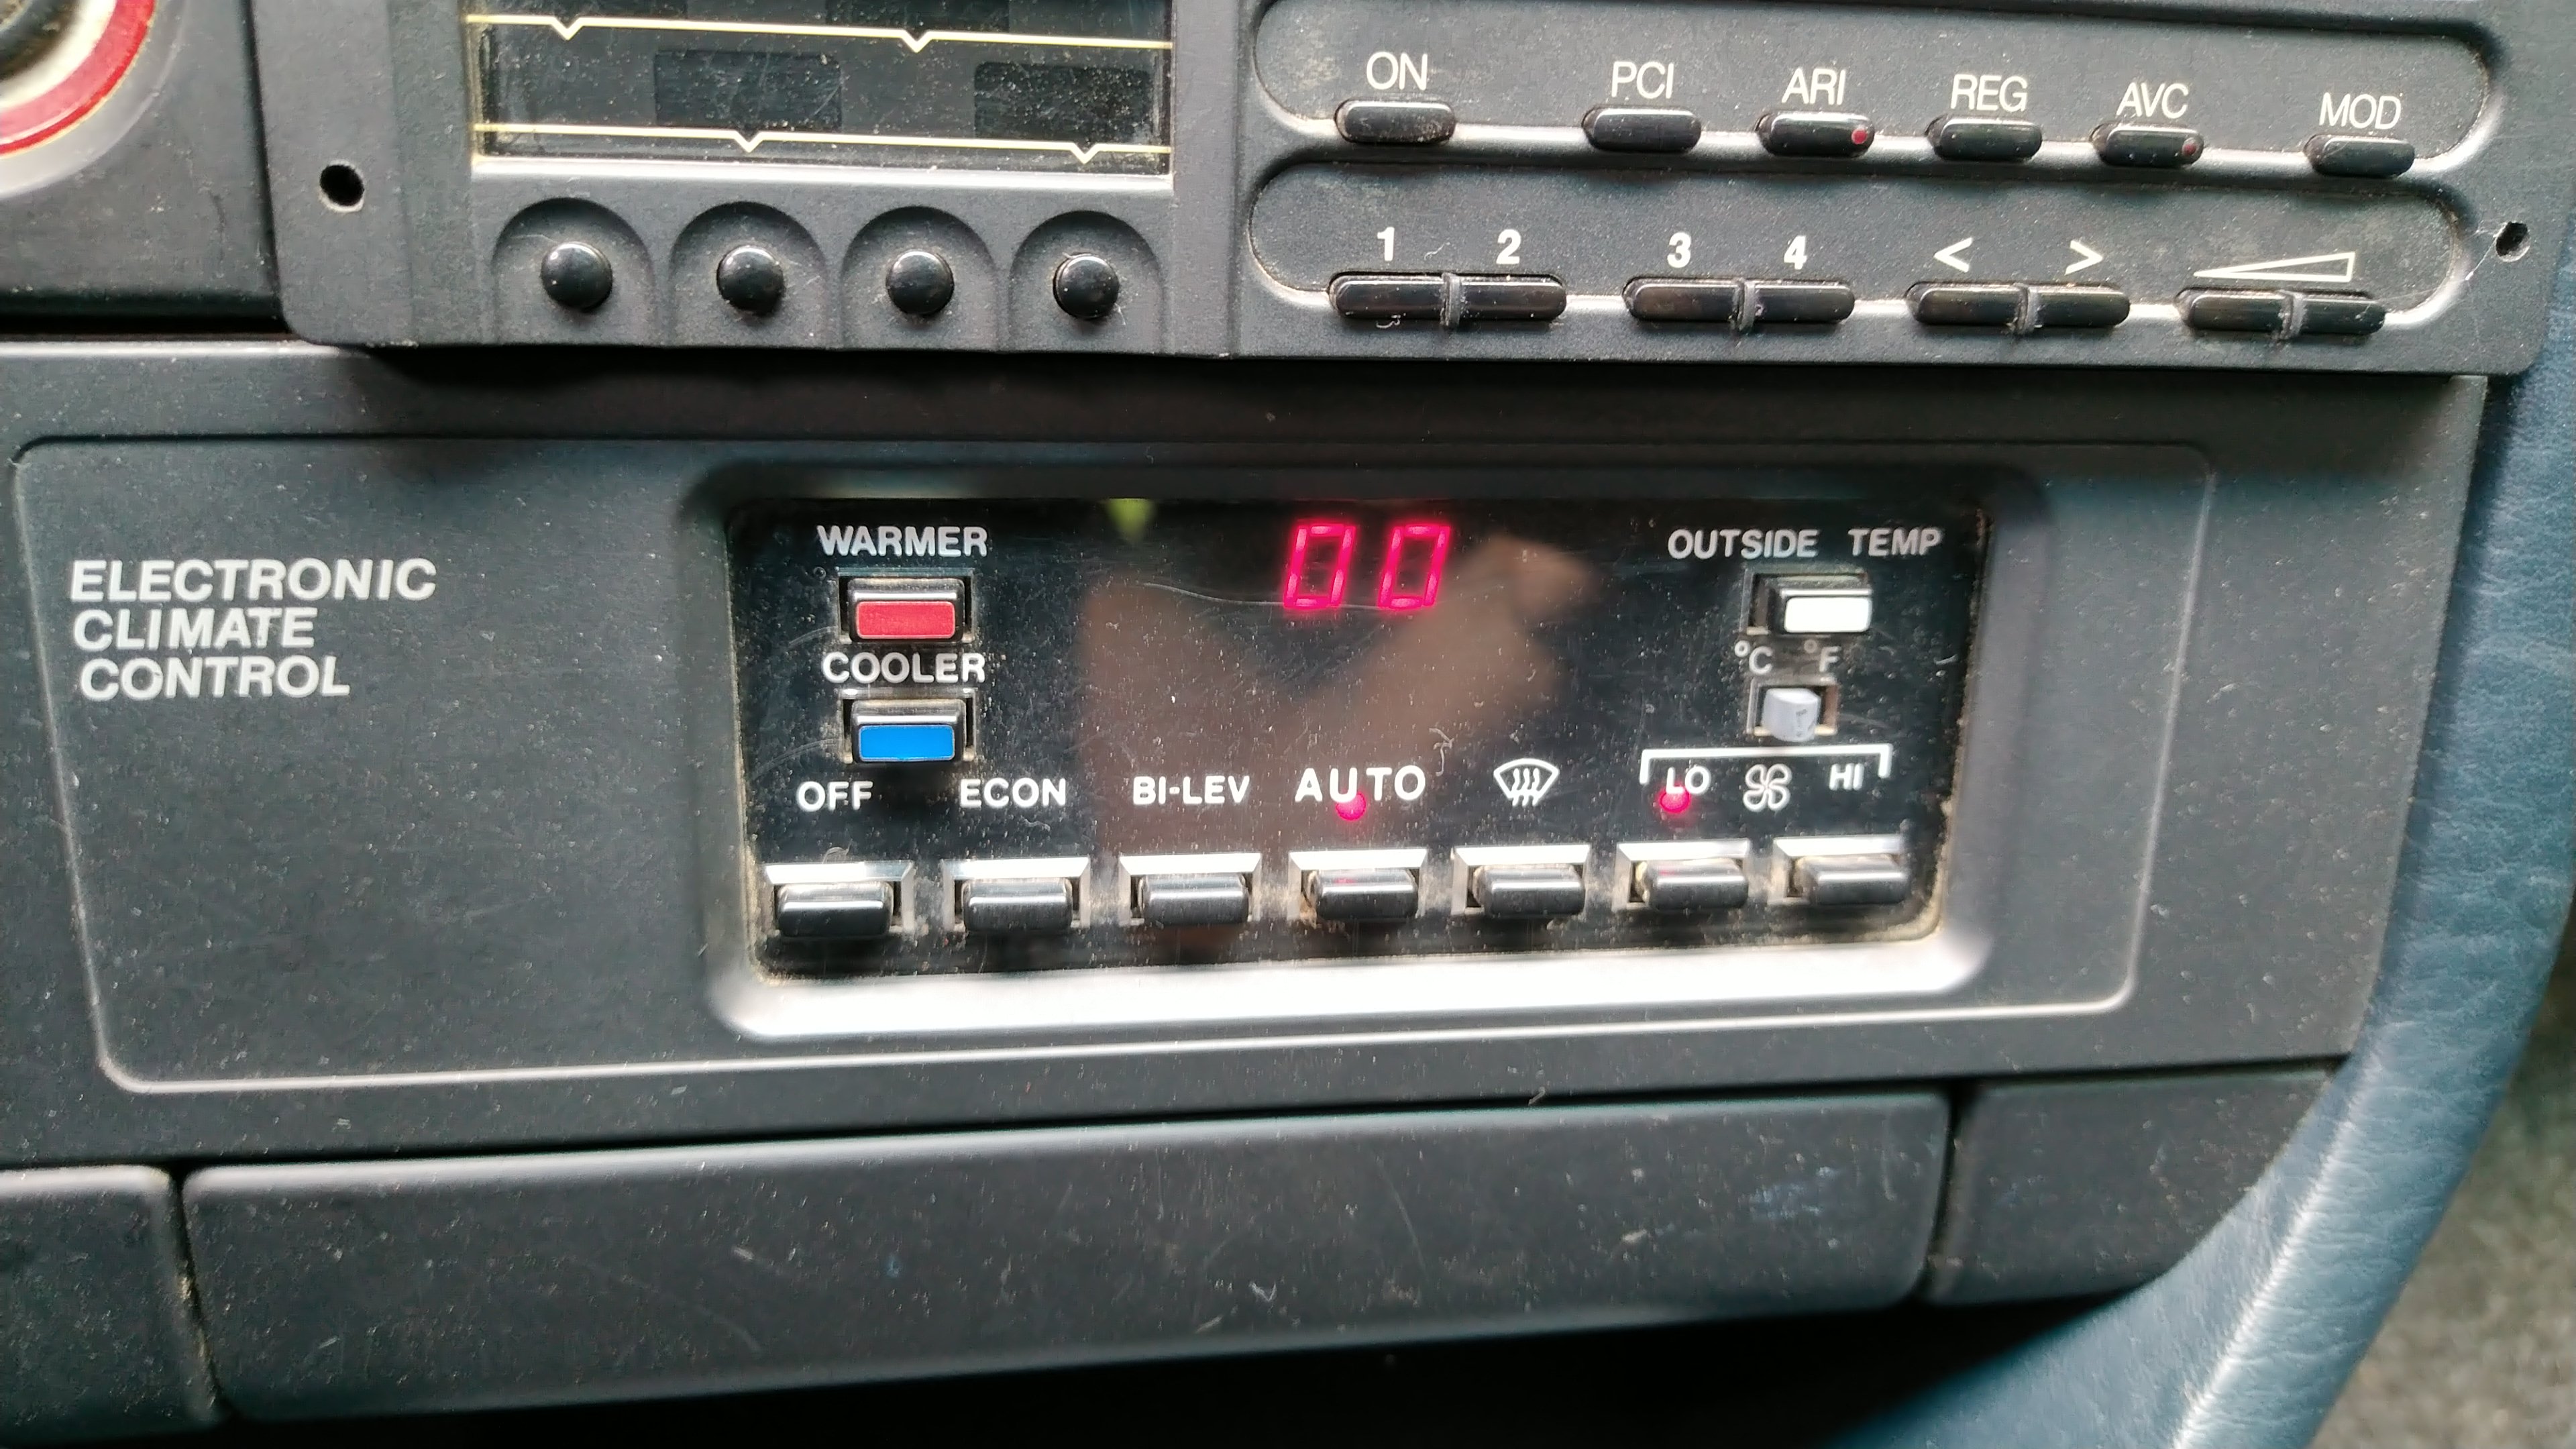 ON PCI ARI REG AVC MOD
1 2 3 4 < >
ELECTRONIC
CLIMATE
CONTROL
WARMER
00
OUTSIDE TEMP
COOLER
°C °F
OFF ECON BI-LEV AUTO LO HI